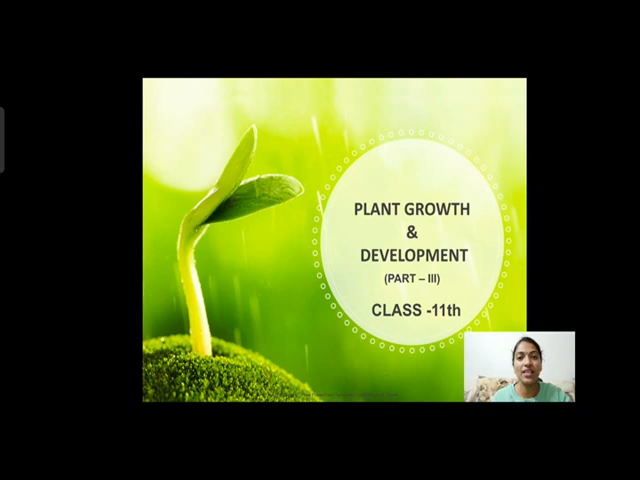 PLANT GROWTH
&
DEVELOPMENT
(PART – III)
CLASS -11th